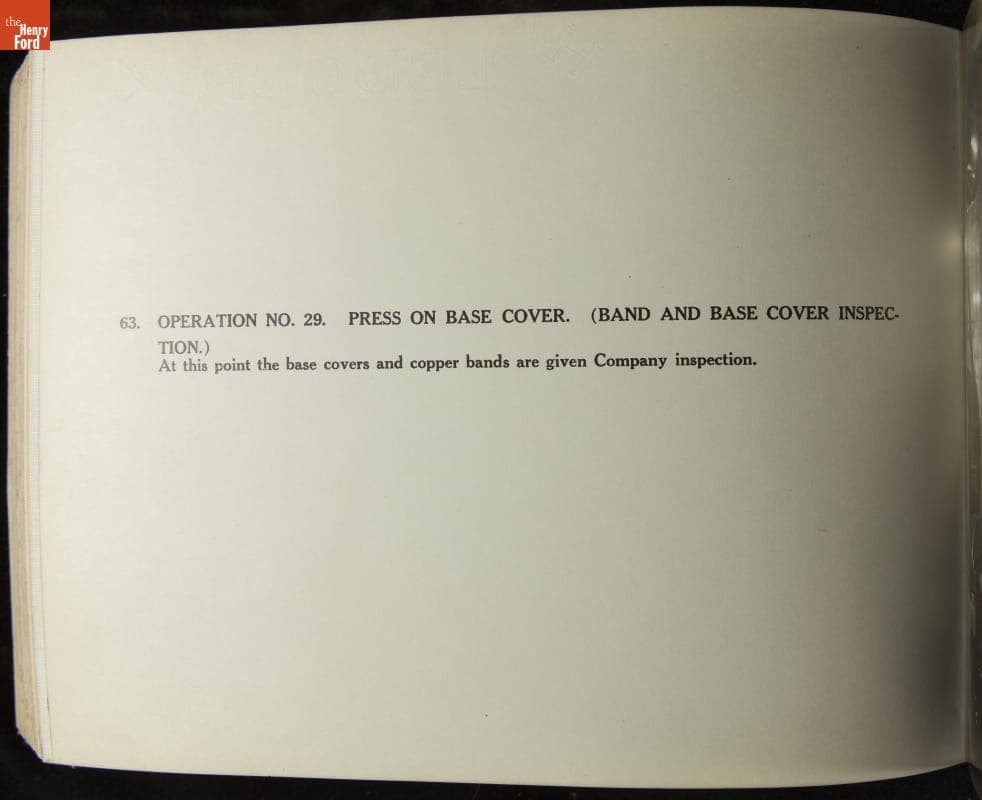 the
Henry
Ford
63. OPERATION NO. 29. PRESS ON BASE COVER. (BAND AND BASE COVER INSPEC-
TION.)
At this point the base covers and copper bands are given Company inspection.